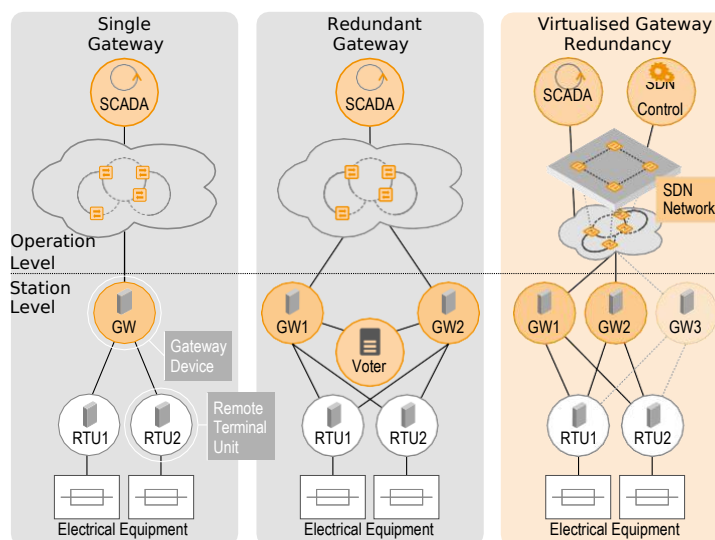 Single
Gateway
SCADA
Operation
Level
Station
Level
GW
Gateway
Device
RTU1
RTU2
Remote
Terminal
Unit
Electrical Equipment
Redundant
Gateway
SCADA
GW1
GW2
Voter
RTU1
RTU2
Electrical Equipment
Virtualised Gateway
Redundancy
SCADA
SDN
Control
SDN
Network
GW1
GW2
GW3
RTU1
RTU2
Electrical Equipment